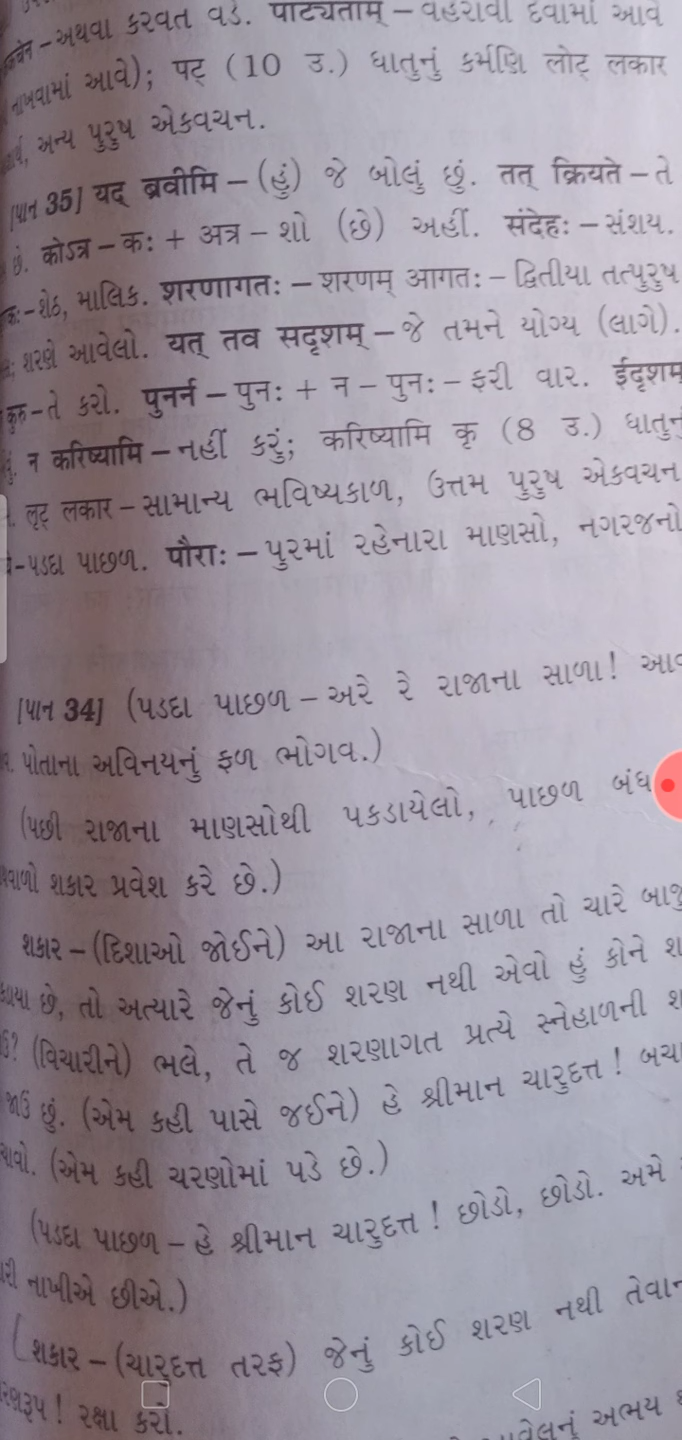 અથવા કરવત વડે. पाट्यताम् – વહેરાવી દેવામાં આવે
નાખવામાં આવે); पट् (10 उ.) ધાતુનું કર્મણિ લોટ્ લકાર
અન્ય પુરુષ એકવચન.
[પાન 35] यद् ब्रवीमि – (હું) જે બોલું છું. तत् क्रियते – તે
છે. कोऽत्र – कः + अत्र – શો (છે) અહીં. संदेहः – સંશય.
શેઠ, માલિક. शरणागतः – शरणम् आगतः – દ્વિતીયા તત્પુરુષ
શરણે આવેલો. यत् तव सदृशम् – જે તમને યોગ્ય (લાગે).
कुरु – તે કરો. पुनर्न – पुनः + न – पुनः – ફરી વાર. ईदृशम्
न करिष्यामि – નહીં કરું; करिष्यामि कृ (8 उ.) ધાતુનું
लृट् લકાર – સામાન્ય ભવિષ્યકાળ, ઉત્તમ પુરુષ એકવચન
પડદા પાછળ. पौराः – પુરમાં રહેનારા માણસો, નગરજનો
[પાન 34] (પડદા પાછળ – અરે રે રાજાના સાળા! આવ
પોતાના અવિનયનું ફળ ભોગવ.)
(પછી રાજાના માણસોથી પકડાયેલો, પાછળ બંધ
શકાર પ્રવેશ કરે છે.)
શકાર – (દિશાઓ જોઈને) આ રાજાના સાળા તો ચારે બાજુ
છે, તો અત્યારે જેનું કોઈ શરણ નથી એવો હું કોને શ
(વિચારીને) ભલે, તે જ શરણાગત પ્રત્યે સ્નેહાળની શ
જાઉં છું. (એમ કહી પાસે જઈને) હે શ્રીમાન ચારુદત્ત! બચા
(એમ કહી ચરણોમાં પડે છે.)
(પડદા પાછળ – હે શ્રીમાન ચારુદત્ત! છોડો, છોડો. અમે
નાખીએ છીએ.)
શકાર – (ચારુદત્ત તરફ) જેનું કોઈ શરણ નથી તેવાન
રક્ષા કરો.
અભય